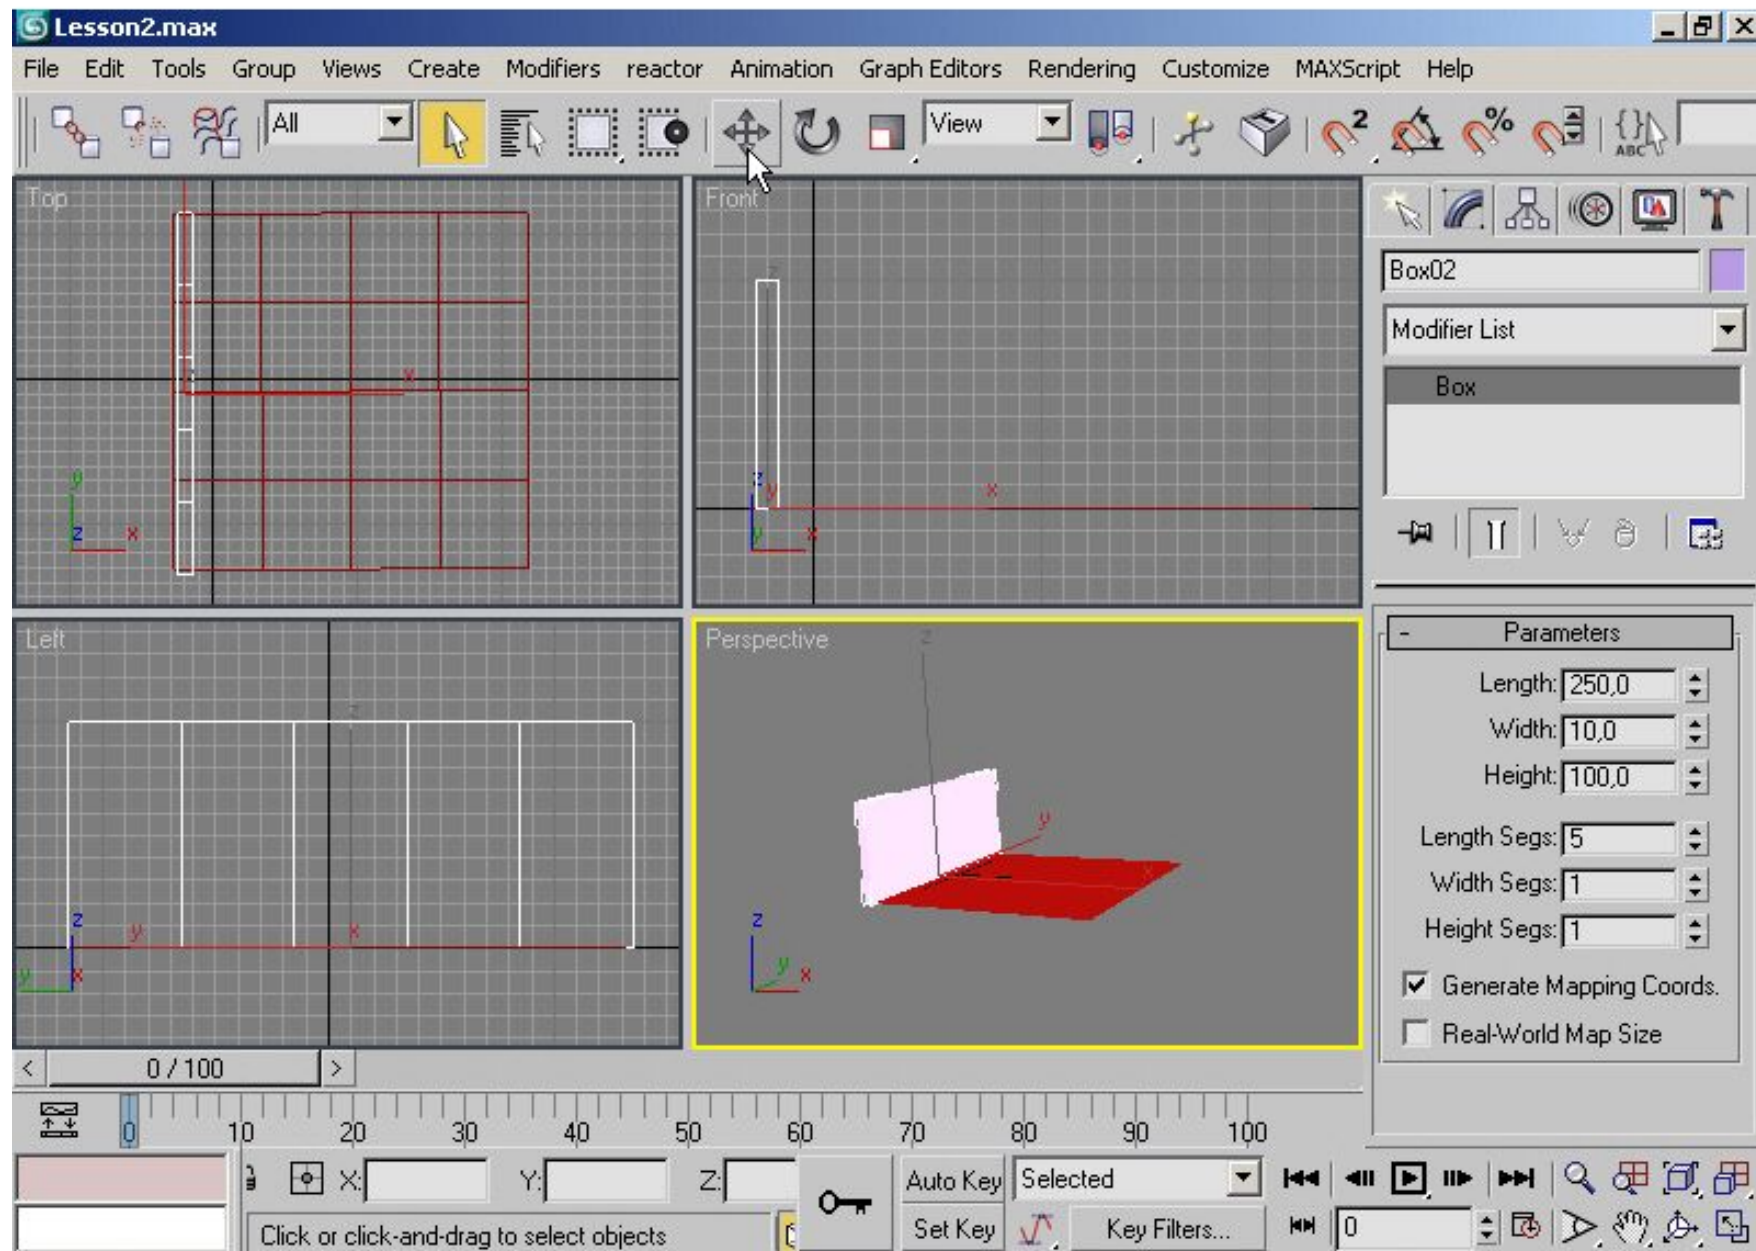 Lesson2.max
File Edit Tools Group Views Create Modifiers reactor Animation Graph Editors Rendering Customize MAXScript Help
All
View
2
%
{}
ABC
Top
y
x
z
x
Front
z
z y
x
y x
Box02
Modifier List
Box
Left
z
z
y
x
y x
Perspective
z
y
x
z
y
x
- Parameters
Length: 250,0
Width: 10,0
Height: 100,0
Length Segs: 5
Width Segs: 1
Height Segs: 1
Generate Mapping Coords.
Real-World Map Size
< 0 / 100 >
0 10 20 30 40 50 60 70 80 90 100
X: Y: Z:
Auto Key Selected
Click or click-and-drag to select objects
Set Key Key Filters... 0